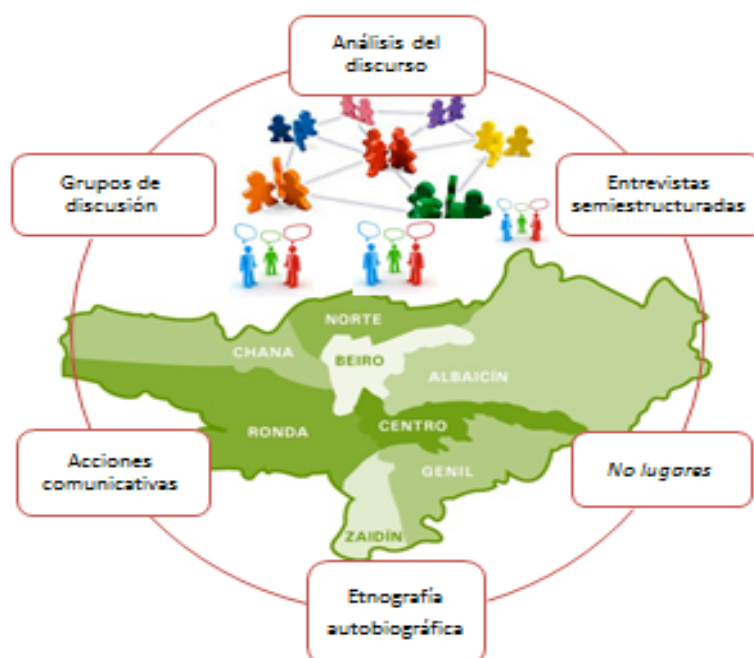 Análisis del
discurso
Grupos de
discusión
Entrevistas
semiestructuradas
NORTE
CHANA
BEIRO
ALBAICÍN
RONDA
CENTRO
GENIL
ZAIDÍN
Acciones
comunicativas
No lugares
Etnografía
autobiográfica